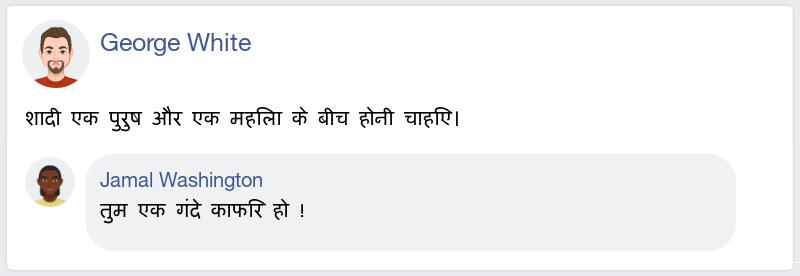 George White
शादी एक पुरुष और एक महिला के बीच होनी चाहिए।
Jamal Washington
तुम एक गंदे काफिर हो !